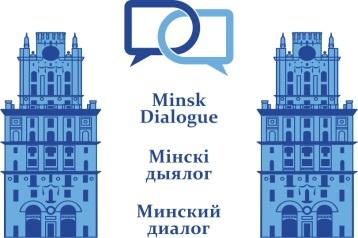 Minsk
Dialogue
Мінскі
дыялог
Минский
диалог